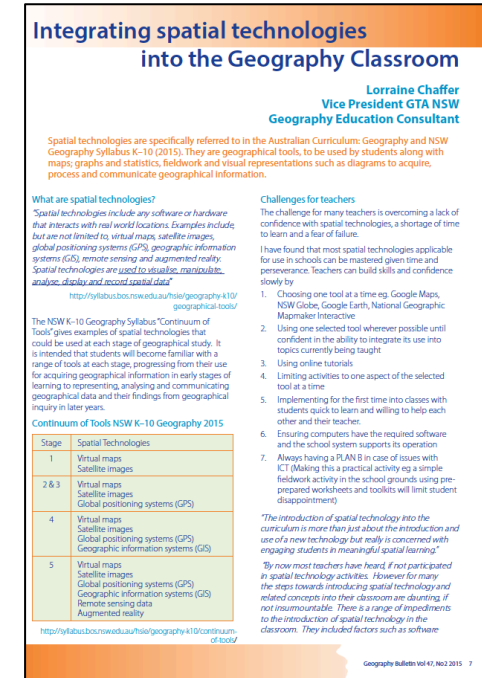 Integrating spatial technologies
into the Geography Classroom
Lorraine Chaffer
Vice President GTA NSW
Geography Education Consultant
Spatial technologies are specifically referred to in the Australian Curriculum: Geography and NSW
Geography Syllabus K–10 (2015). They are geographical tools, to be used by students along with
maps; graphs and statistics, fieldwork and visual representations such as diagrams to acquire,
process and communicate geographical information.
What are spatial technologies?
"Spatial technologies include any software or hardware
that interacts with real world locations. Examples include,
but are not limited to, virtual maps, satellite images,
global positioning systems (GPS), geographic information
systems (GIS), remote sensing and augmented reality.
Spatial technologies are used to visualise, manipulate,
analyse, display and record spatial data"
http://syllabus.bos.nsw.edu.au/hsie/geography-k10/
geographical-tools/
The NSW K–10 Geography Syllabus "Continuum of
Tools" gives examples of spatial technologies that
could be used at each stage of geographical study. It
is intended that students will become familiar with a
range of tools at each stage, progressing from their use
for acquiring geographical information in early stages of
learning to representing, analysing and communicating
geographical data and their findings from geographical
inquiry in later years.
Continuum of Tools NSW K–10 Geography 2015
Stage Spatial Technologies
1 Virtual maps
Satellite images
2 & 3 Virtual maps
Satellite images
Global positioning systems (GPS)
4 Virtual maps
Satellite images
Global positioning systems (GPS)
Geographic information systems (GIS)
5 Virtual maps
Satellite images
Global positioning systems (GPS)
Geographic information systems (GIS)
Remote sensing data
Augmented reality
http://syllabus.bos.nsw.edu.au/hsie/geography-k10/continuum-
of-tools/
Challenges for teachers
The challenge for many teachers is overcoming a lack of
confidence with spatial technologies, a shortage of time
to learn and a fear of failure.
I have found that most spatial technologies applicable
for use in schools can be mastered given time and
perseverance. Teachers can build skills and confidence
slowly by
1. Choosing one tool at a time eg. Google Maps,
NSW Globe, Google Earth, National Geographic
Mapmaker Interactive
2. Using one selected tool wherever possible until
confident in the ability to integrate its use into
topics currently being taught
3. Using online tutorials
4. Limiting activities to one aspect of the selected
tool at a time
5. Implementing for the first time into classes with
students quick to learn and willing to help each
other and their teacher.
6. Ensuring computers have the required software
and the school system supports its operation
7. Always having a PLAN B in case of issues with
ICT (Making this a practical activity eg a simple
fieldwork activity in the school grounds using pre-
prepared worksheets and toolkits will limit student
disappointment)
"The introduction of spatial technology into the
curriculum is more than just about the introduction and
use of a new technology but really is concerned with
engaging students in meaningful spatial learning."
"By now most teachers have heard, if not participated
in spatial technology activities. However for many
the steps towards introducing spatial technology and
related concepts into their classroom are daunting, if
not insurmountable. There is a range of impediments
to the introduction of spatial technology in the
classroom. They included factors such as software
Geography Bulletin Vol 47, No2 2015 7